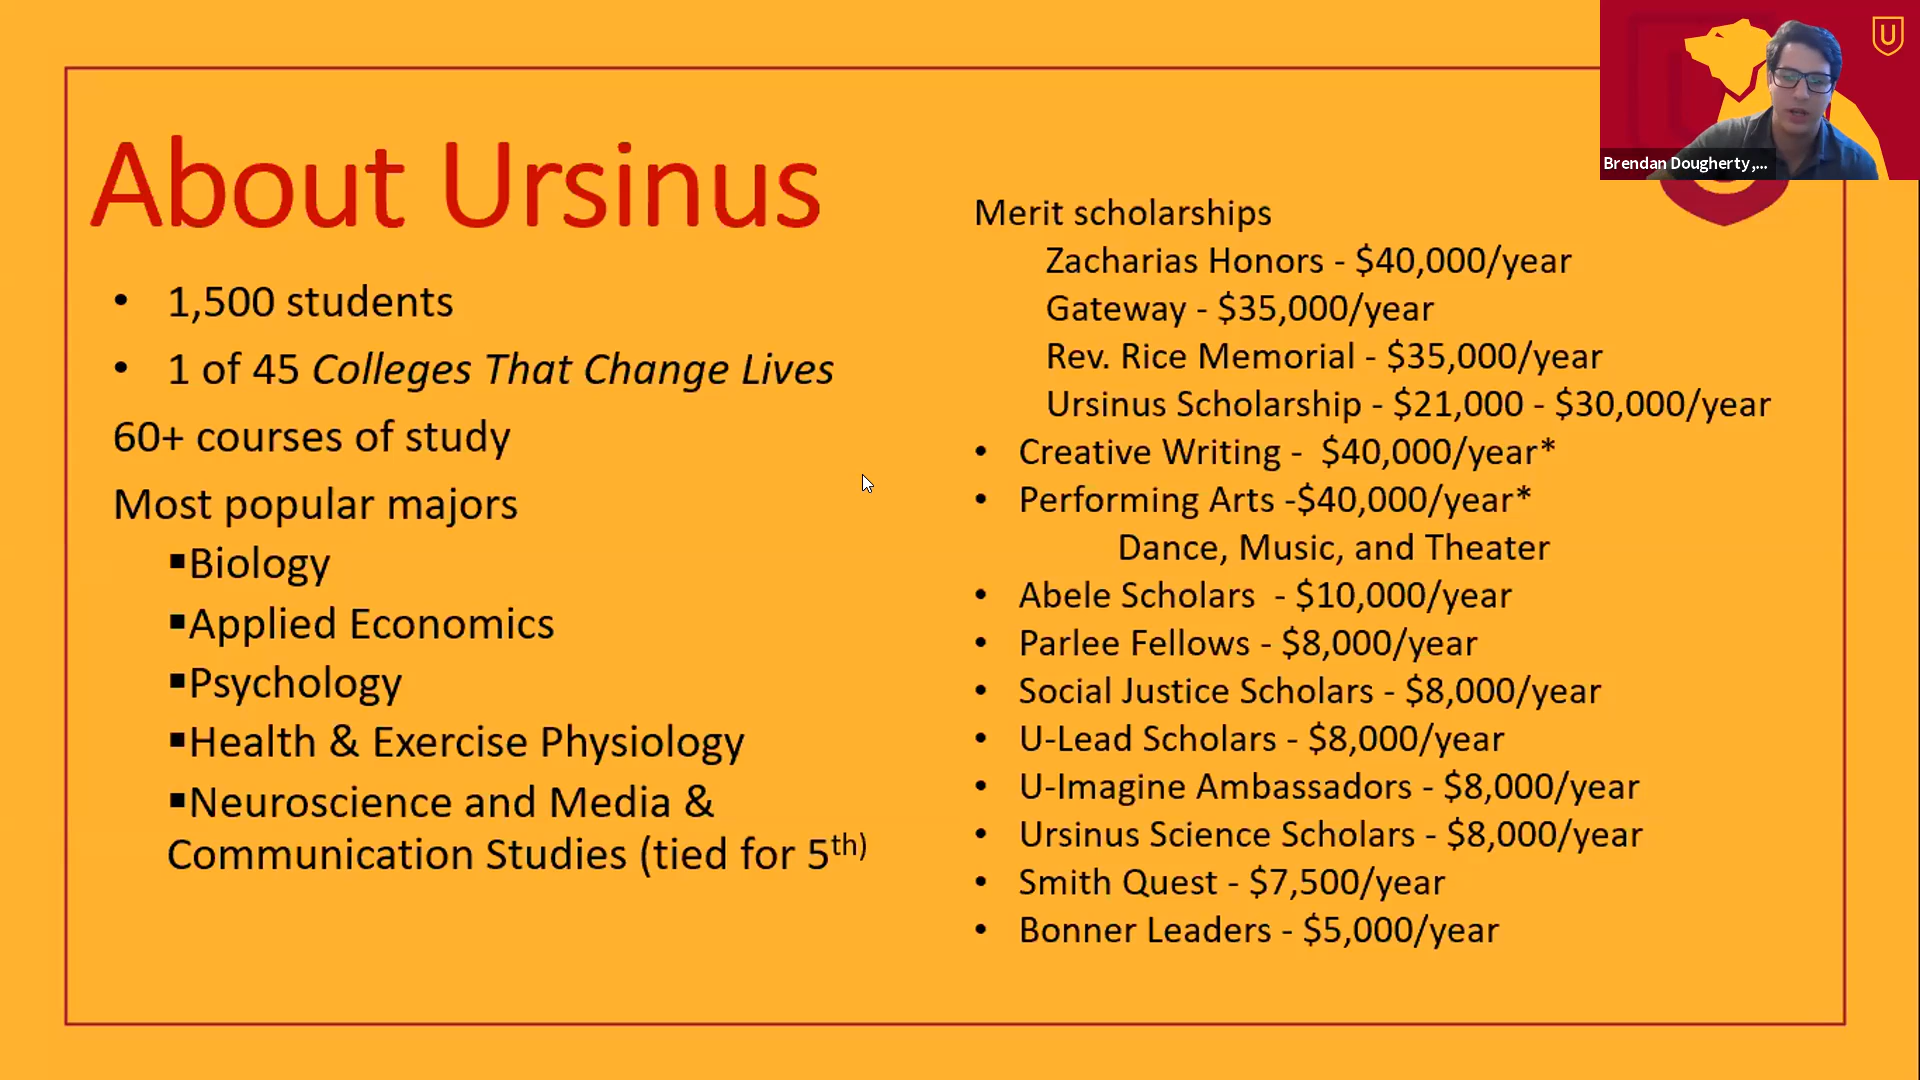 About Ursinus
• 1,500 students
• 1 of 45 Colleges That Change Lives
60+ courses of study
Most popular majors
▪Biology
▪Applied Economics
▪Psychology
▪Health & Exercise Physiology
▪Neuroscience and Media &
Communication Studies (tied for 5th)
Merit scholarships
Zacharias Honors - $40,000/year
Gateway - $35,000/year
Rev. Rice Memorial - $35,000/year
Ursinus Scholarship - $21,000 - $30,000/year
• Creative Writing -  $40,000/year*
• Performing Arts -$40,000/year*
Dance, Music, and Theater
• Abele Scholars  - $10,000/year
• Parlee Fellows - $8,000/year
• Social Justice Scholars - $8,000/year
• U-Lead Scholars - $8,000/year
• U-Imagine Ambassadors - $8,000/year
• Ursinus Science Scholars - $8,000/year
• Smith Quest - $7,500/year
• Bonner Leaders - $5,000/year
U
Brendan Dougherty,...